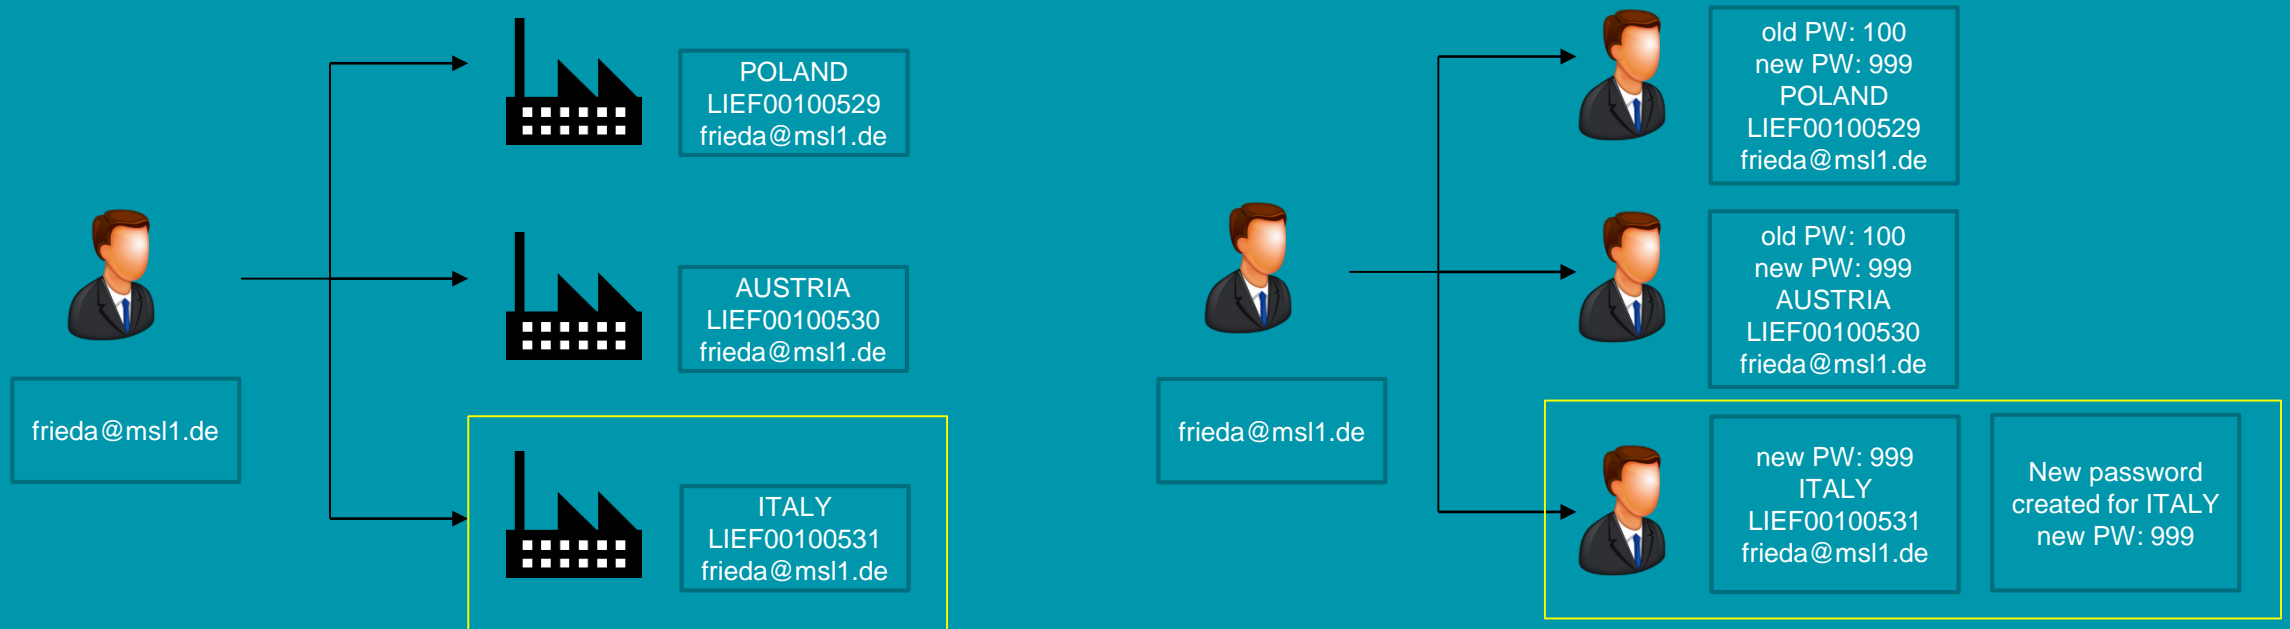 POLAND
LIEF00100529
frieda@msl1.de
AUSTRIA
LIEF00100530
frieda@msl1.de
frieda@msl1.de
ITALY
LIEF00100531
frieda@msl1.de
old PW: 100
new PW: 999
POLAND
LIEF00100529
frieda@msl1.de
old PW: 100
new PW: 999
AUSTRIA
LIEF00100530
frieda@msl1.de
frieda@msl1.de
new PW: 999
ITALY
LIEF00100531
frieda@msl1.de
New password
created for ITALY
new PW: 999